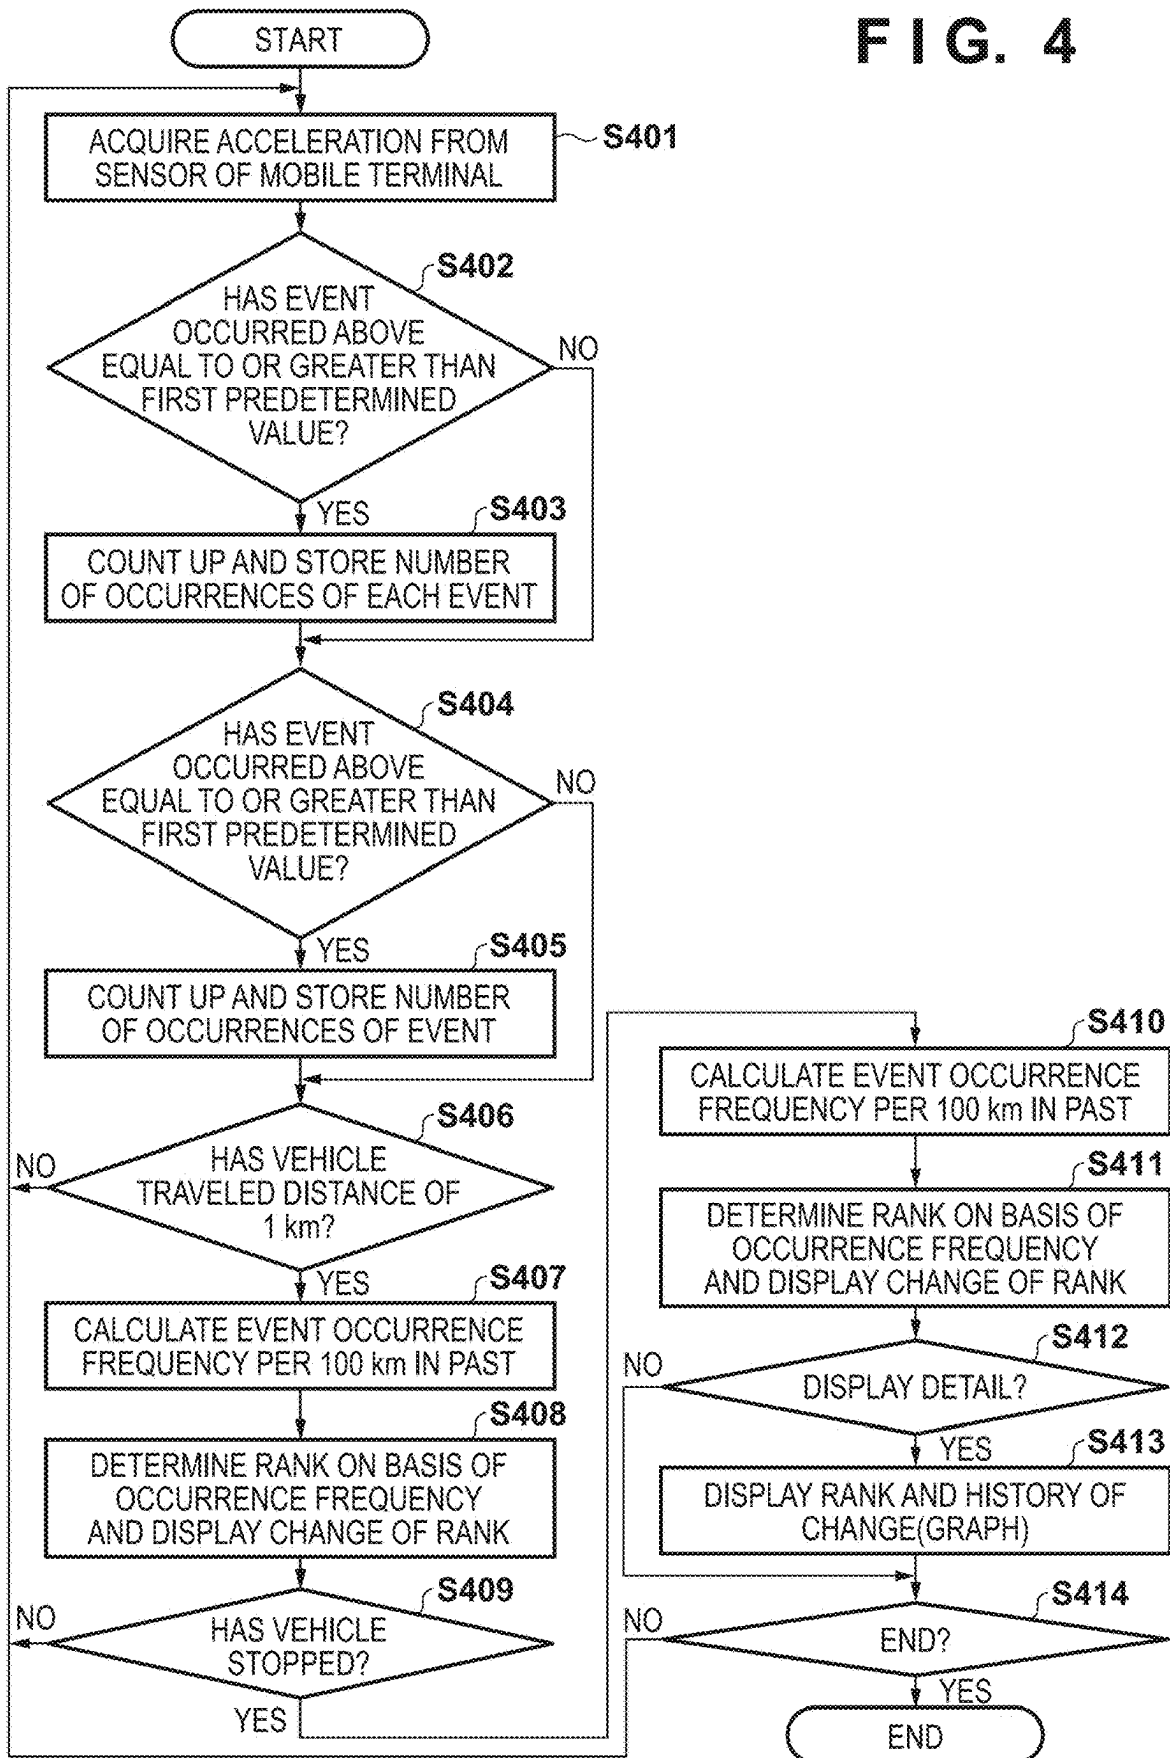 FIG. 4
START
S401
ACQUIRE ACCELERATION FROM
SENSOR OF MOBILE TERMINAL
S402
HAS EVENT
OCCURRED ABOVE
EQUAL TO OR GREATER THAN
FIRST PREDETERMINED
VALUE?
NO
YES
S403
COUNT UP AND STORE NUMBER
OF OCCURRENCES OF EACH EVENT
S404
HAS EVENT
OCCURRED ABOVE
EQUAL TO OR GREATER THAN
FIRST PREDETERMINED
VALUE?
NO
YES
S405
COUNT UP AND STORE NUMBER
OF OCCURRENCES OF EVENT
S406
HAS VEHICLE
TRAVELED DISTANCE OF
1 km?
NO
YES
S407
CALCULATE EVENT OCCURRENCE
FREQUENCY PER 100 km IN PAST
S408
DETERMINE RANK ON BASIS OF
OCCURRENCE FREQUENCY
AND DISPLAY CHANGE OF RANK
S409
HAS VEHICLE
STOPPED?
NO
YES
S410
CALCULATE EVENT OCCURRENCE
FREQUENCY PER 100 km IN PAST
S411
DETERMINE RANK ON BASIS OF
OCCURRENCE FREQUENCY
AND DISPLAY CHANGE OF RANK
S412
DISPLAY DETAIL?
NO
YES
S413
DISPLAY RANK AND HISTORY OF
CHANGE(GRAPH)
S414
END?
NO
YES
END